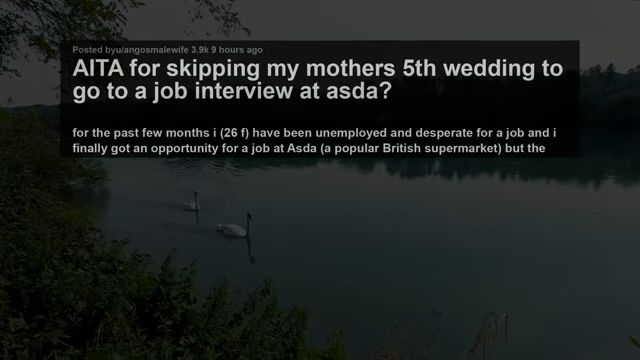 Posted byu/angosmalewife 3.9k 9 hours ago
AITA for skipping my mothers 5th wedding to
go to a job interview at asda?
for the past few months i (26 f) have been unemployed and desperate for a job and i
finally got an opportunity for a job at Asda (a popular British supermarket) but the